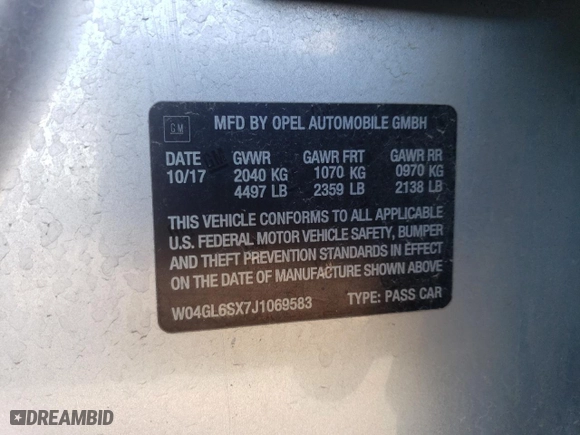 GM
MFD BY OPEL AUTOMOBILE GMBH
DATE GVWR GAWR FRT GAWR RR
10/17 2040 KG 1070 KG 0970 KG
4497 LB 2359 LB 2138 LB
THIS VEHICLE CONFORMS TO ALL APPLICABLE
U.S. FEDERAL MOTOR VEHICLE SAFETY, BUMPER
AND THEFT PREVENTION STANDARDS IN EFFECT
ON THE DATE OF MANUFACTURE SHOWN ABOVE
W04GL6SX7J1069583 TYPE: PASS CAR
DREAMBID